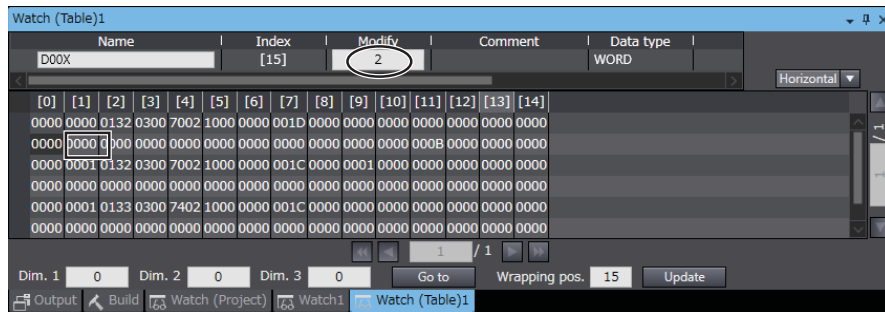 Watch (Table)1
Name Index Modify Comment Data type
D00X [15] 2 WORD
Horizontal
[0] [1] [2] [3] [4] [5] [6] [7] [8] [9] [10] [11] [12] [13] [14]
0000 0000 0132 0300 7002 1000 0000 001D 0000 0000 0000 0000 0000 0000 0000
0000 0000 0000 0000 0000 0000 0000 0000 0000 0000 0000 000B 0000 0000 0000
0000 0001 0132 0300 7002 1000 0000 001C 0000 0001 0000 0000 0000 0000 0000
0000 0000 0000 0000 0000 0000 0000 0000 0000 0000 0000 0000 0000 0000 0000
0000 0001 0133 0300 7402 1000 0000 001C 0000 0000 0000 0000 0000 0000 0000
0000 0000 0000 0000 0000 0000 0000 0000 0000 0000 0000 0000 0000 0000 0000
1 / 1
1 / 1
Dim. 1 0 Dim. 2 0 Dim. 3 0 Go to Wrapping pos. 15 Update
Output Build Watch (Project) Watch1 Watch (Table)1